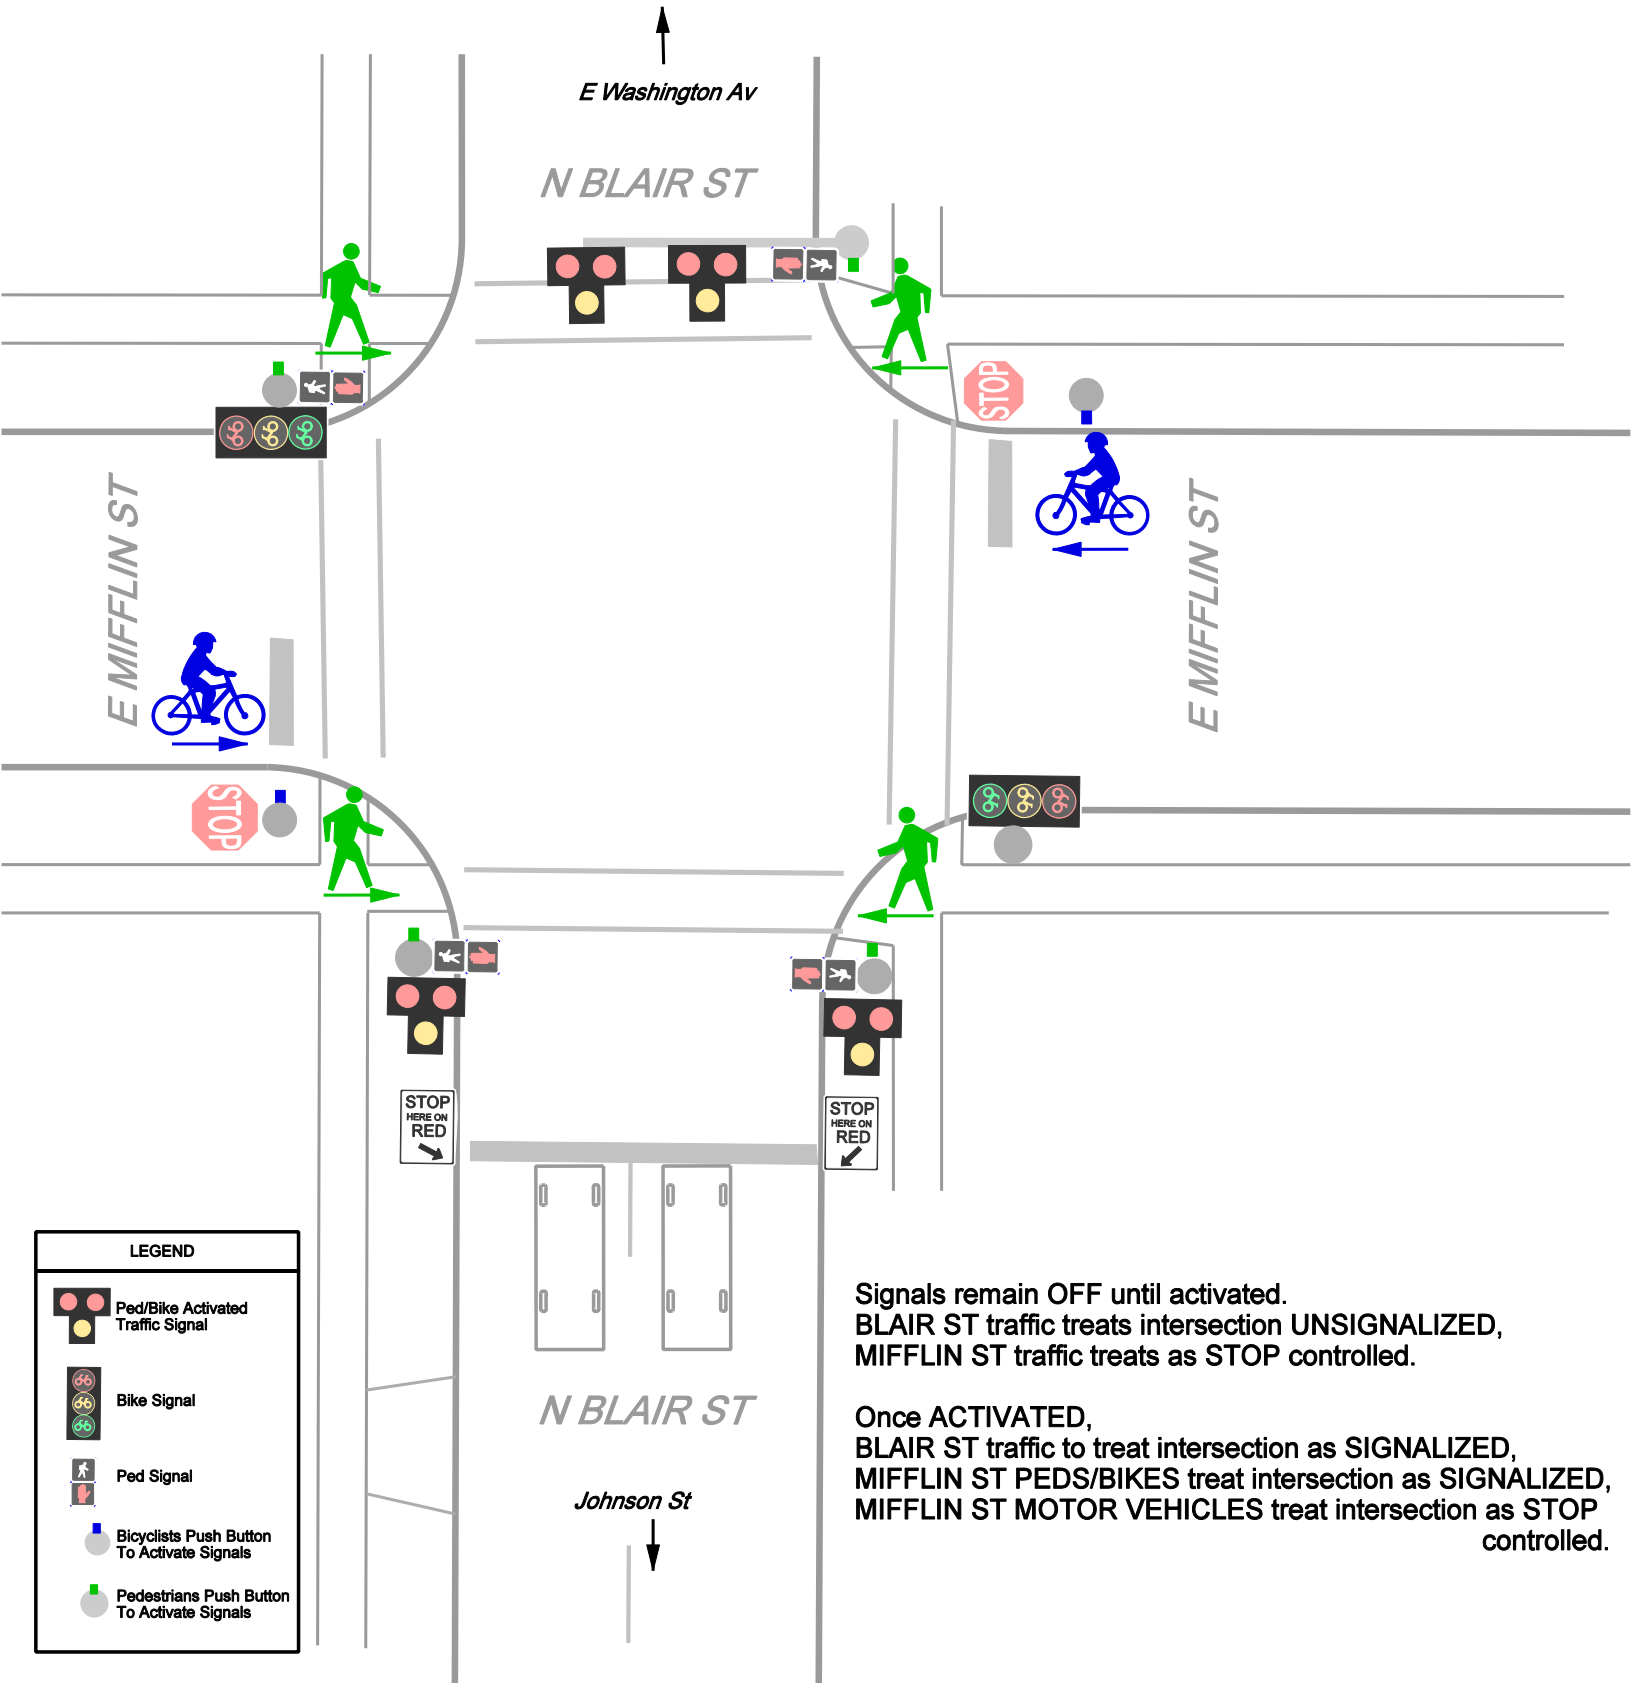 E Washington Av
N BLAIR ST
STOP
E MIFFLIN ST
E MIFFLIN ST
STOP
STOP
HERE ON
RED
STOP
HERE ON
RED
LEGEND
Ped/Bike Activated
Traffic Signal
Bike Signal
Ped Signal
Bicyclists Push Button
To Activate Signals
Pedestrians Push Button
To Activate Signals
N BLAIR ST
Johnson St
Signals remain OFF until activated.
BLAIR ST traffic treats intersection UNSIGNALIZED,
MIFFLIN ST traffic treats as STOP controlled.
Once ACTIVATED,
BLAIR ST traffic to treat intersection as SIGNALIZED,
MIFFLIN ST PEDS/BIKES treat intersection as SIGNALIZED,
MIFFLIN ST MOTOR VEHICLES treat intersection as STOP
controlled.